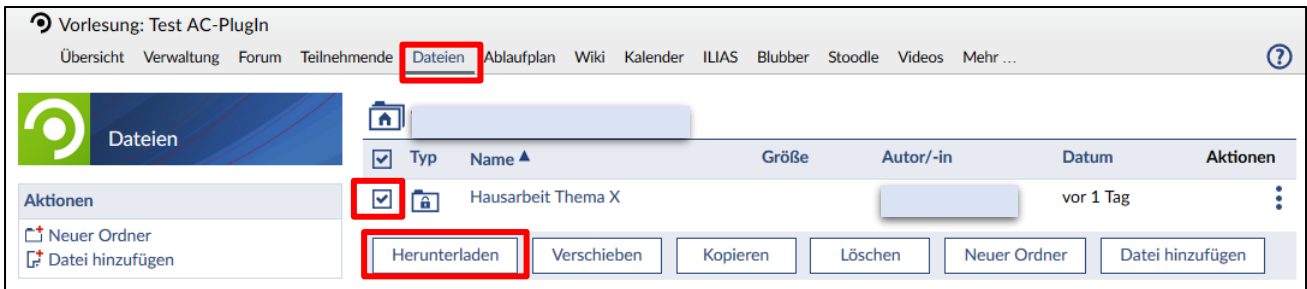 Vorlesung: Test AC-PlugIn
Übersicht Verwaltung Forum Teilnehmende Dateien Ablaufplan Wiki Kalender ILIAS Blubber Stoodle Videos Mehr ... ?
Dateien
Typ Name Größe Autor/-in Datum Aktionen
Hausarbeit Thema X vor 1 Tag
Aktionen
Neuer Ordner
Datei hinzufügen
Herunterladen Verschieben Kopieren Löschen Neuer Ordner Datei hinzufügen